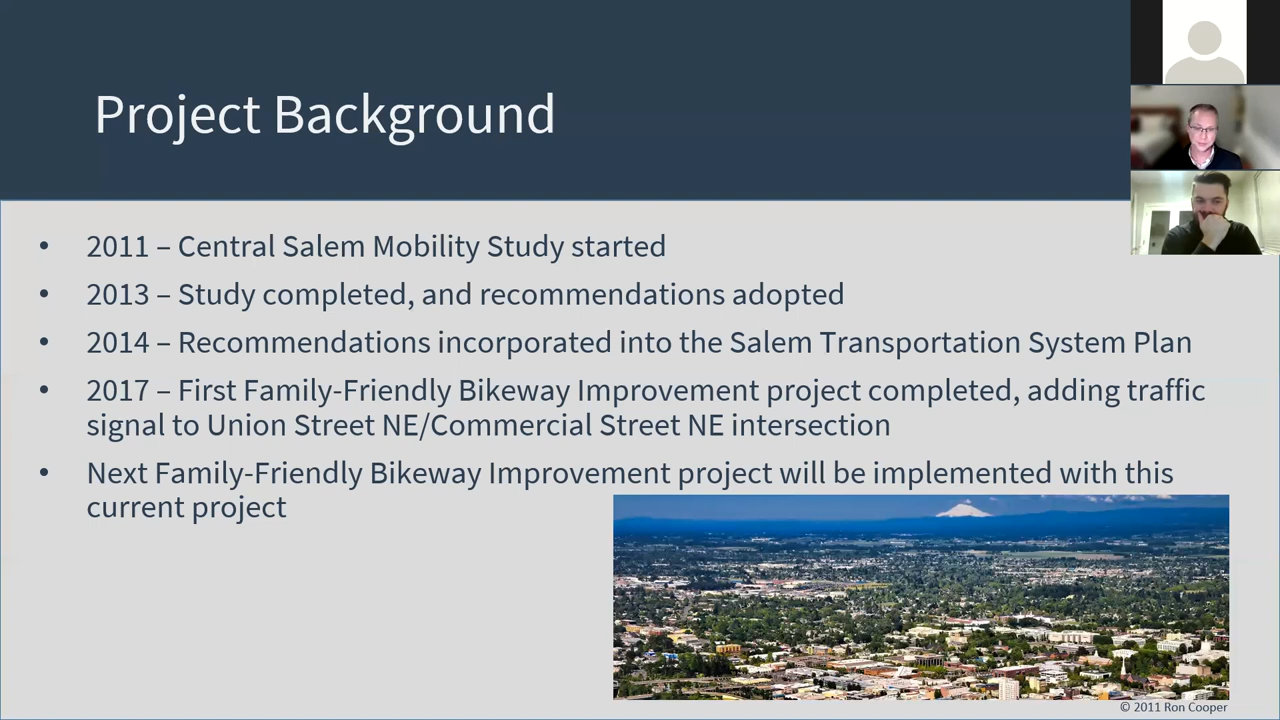 Project Background
• 2011 – Central Salem Mobility Study started
• 2013 – Study completed, and recommendations adopted
• 2014 – Recommendations incorporated into the Salem Transportation System Plan
• 2017 – First Family-Friendly Bikeway Improvement project completed, adding traffic
signal to Union Street NE/Commercial Street NE intersection
• Next Family-Friendly Bikeway Improvement project will be implemented with this
current project
© 2011 Ron Cooper